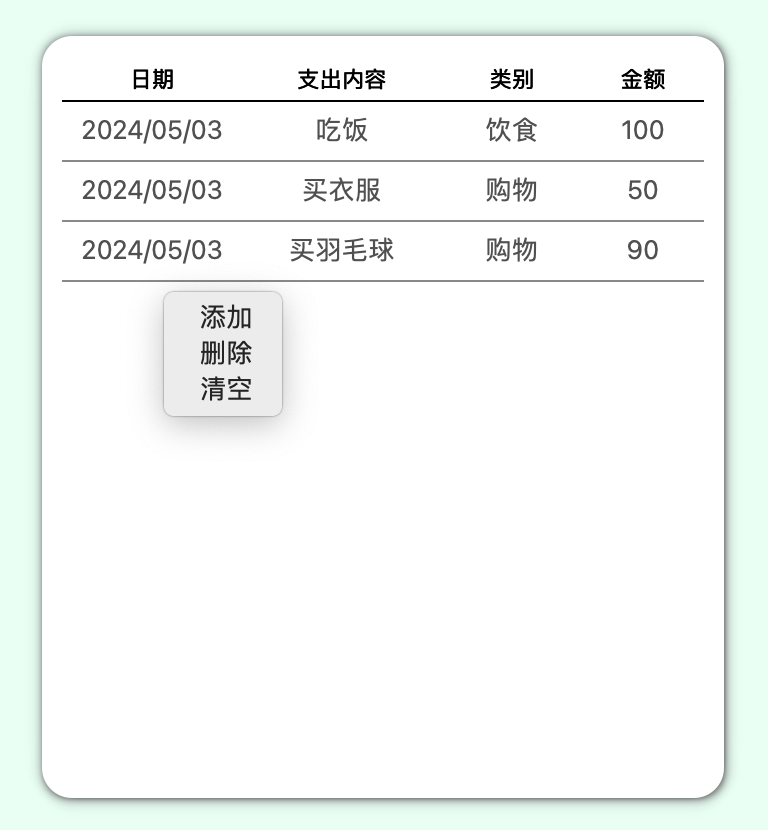 日期 支出内容 类别 金额
2024/05/03 吃饭 饮食 100
2024/05/03 买衣服 购物 50
2024/05/03 买羽毛球 购物 90
添加
删除
清空